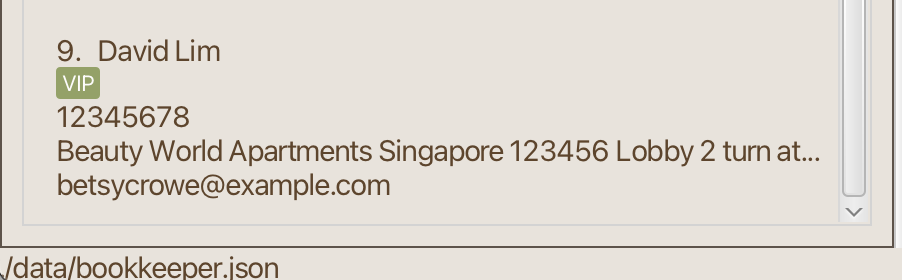 9. David Lim
VIP
12345678
Beauty World Apartments Singapore 123456 Lobby 2 turn at...
betsycrowe@example.com
./data/bookkeeper.json